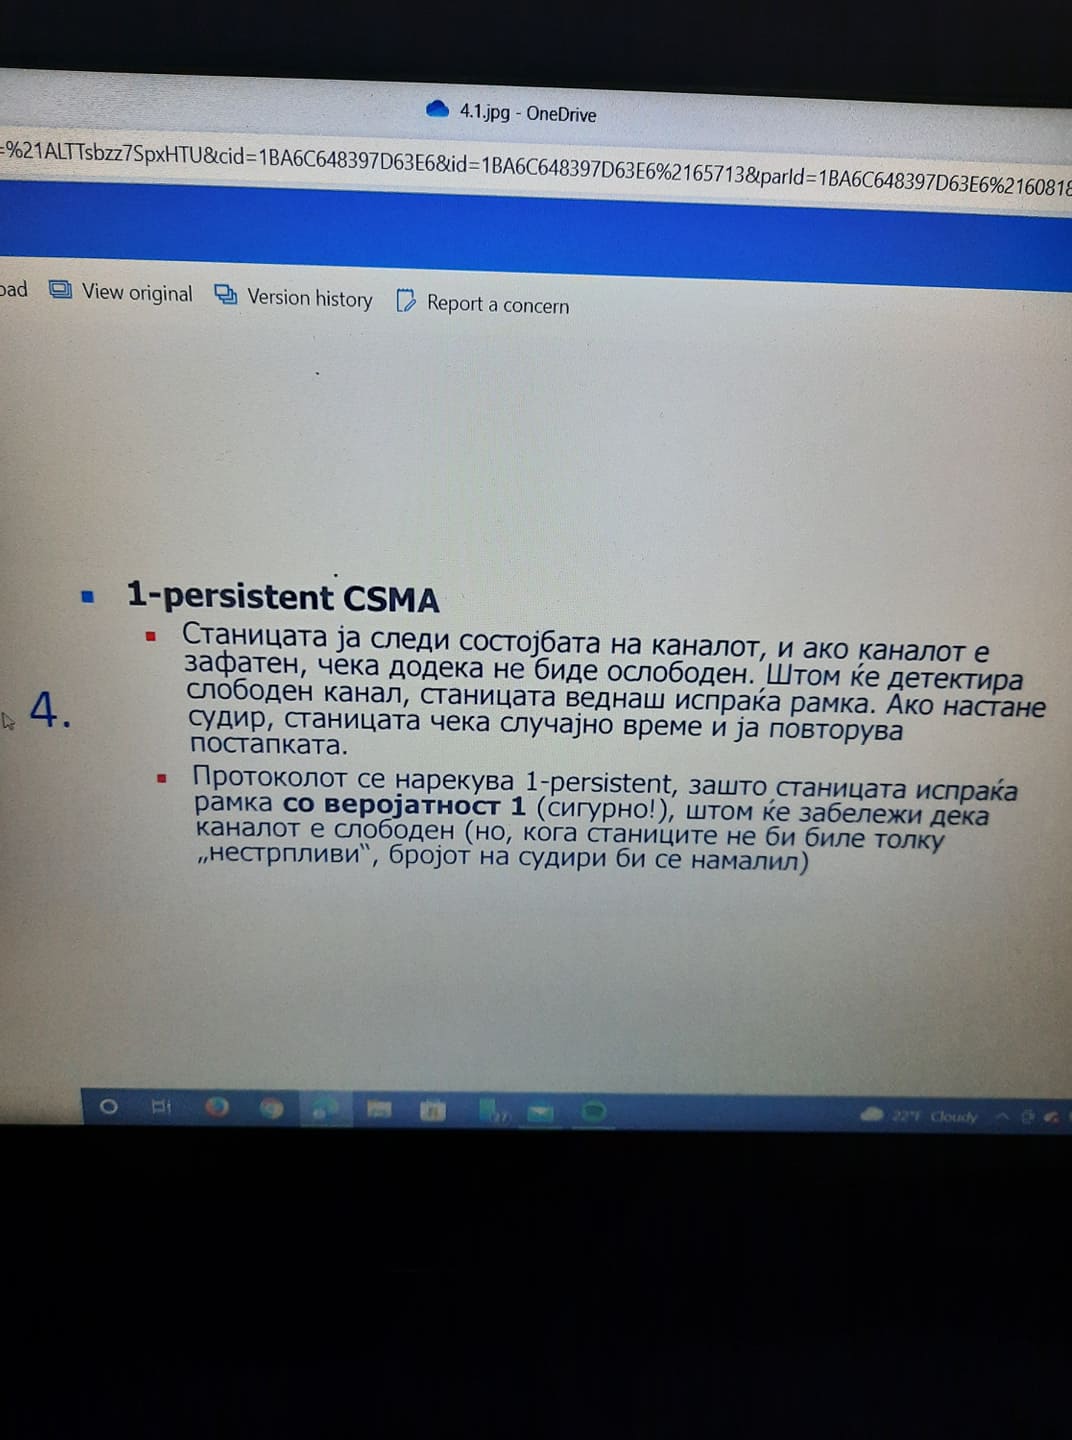 4.1.jpg - OneDrive
=%21ALTTsbzz7SpxHTU&cid=1BA6C648397D63E6&id=1BA6C648397D63E6%2165713&parId=1BA6C648397D63E6%2160818
oad View original Version history Report a concern
1-persistent CSMA
Станицата ја следи состојбата на каналот, и ако каналот е
зафатен, чека додека не биде ослободен. Штом ќе детектира
слободен канал, станицата веднаш испраќа рамка. Ако настане
4.
судир, станицата чека случајно време и ја повторува
постапката.
Протоколот се нарекува 1-persistent, зашто станицата испраќа
рамка со веројатност 1 (сигурно!), штом ќе забележи дека
каналот е слободен (но, кога станиците не би биле толку
„нестрпливи“, бројот на судири би се намалил)
22°F Cloudy